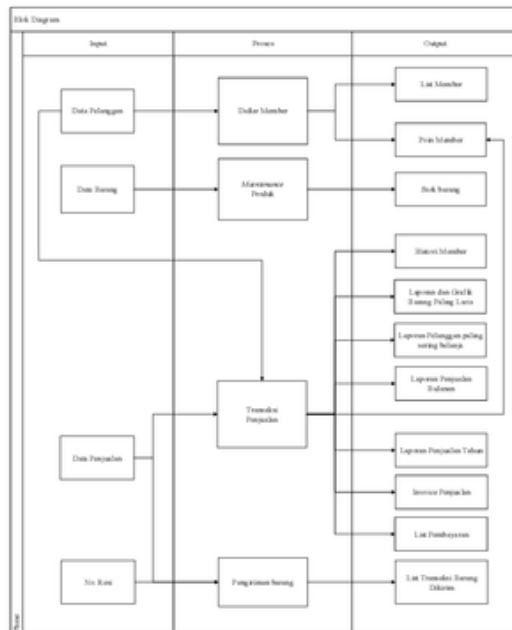 Blok Diagram
Input
Proses
Output
Data Pelanggan
Daftar Member
List Member
Poin Member
Data Barang
Maintenance
Produk
Stok Barang
Histori Member
Laporan dan Grafik
Barang Paling Laris
Laporan Pelanggan paling
sering belanja
Laporan Penjualan
Bulanan
Transaksi
Penjualan
Data Penjualan
Laporan Penjualan Tahun
Invoice Penjualan
List Pembayaran
No Resi
Pengiriman barang
List Transaksi Barang
Dikirim
Phase